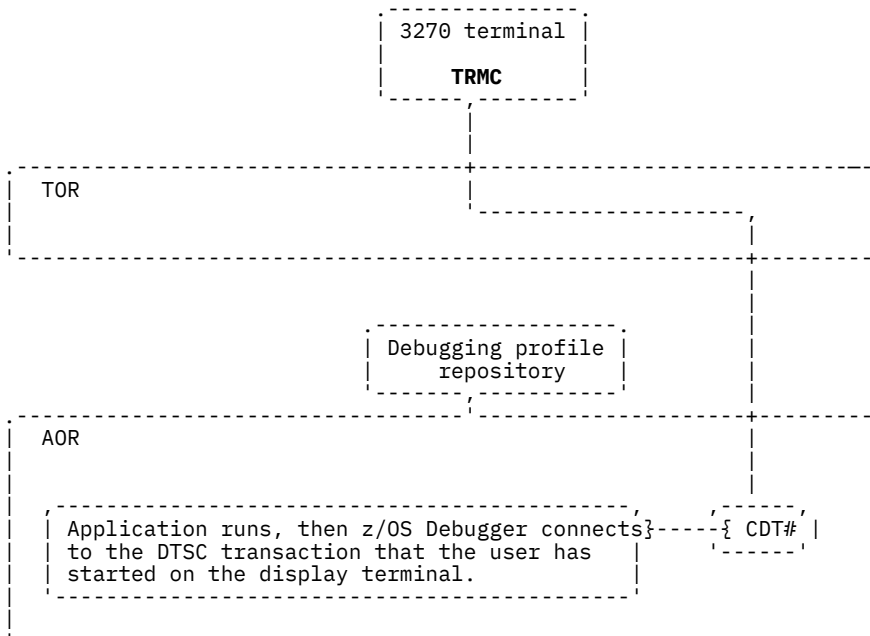 3270 terminal
TRMC
TOR
Debugging profile
repository
AOR
Application runs, then z/OS Debugger connects
to the DTSC transaction that the user has
started on the display terminal.
CDT#